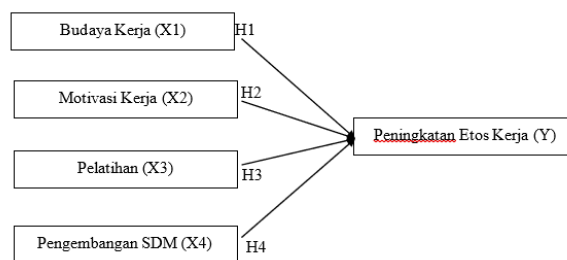 Budaya Kerja (X1)
H1
Motivasi Kerja (X2)
H2
Peningkatan Etos Kerja (Y)
Pelatihan (X3)
H3
Pengembangan SDM (X4)
H4